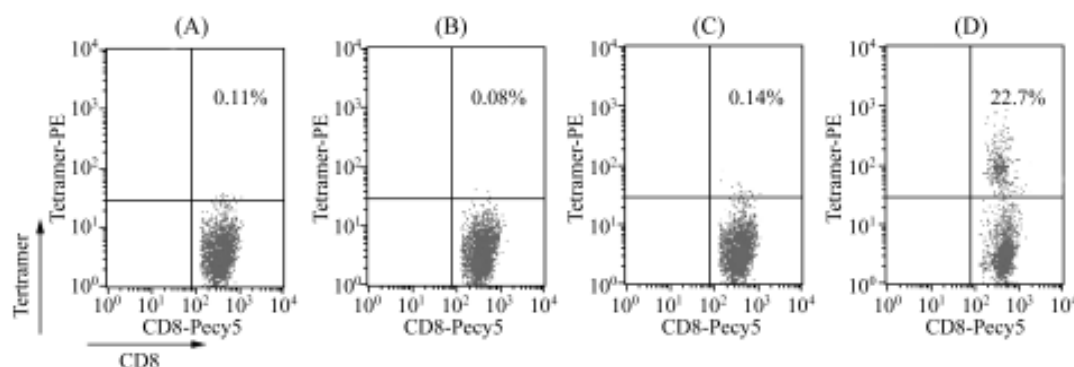 (A) (B) (C) (D)
10⁴ 10⁴ 10⁴ 10⁴
0.11% 0.08% 0.14% 22.7%
10³ 10³ 10³ 10³
Tetramer-PE Tetramer-PE Tetramer-PE Tetramer-PE
10² 10² 10² 10²
10¹ 10¹ 10¹ 10¹
10⁰ 10⁰ 10⁰ 10⁰
10⁰ 10¹ 10² 10³ 10⁴ 10⁰ 10¹ 10² 10³ 10⁴ 10⁰ 10¹ 10² 10³ 10⁴ 10⁰ 10¹ 10² 10³ 10⁴
CD8-Pecy5 CD8-Pecy5 CD8-Pecy5 CD8-Pecy5
Tertramer
CD8